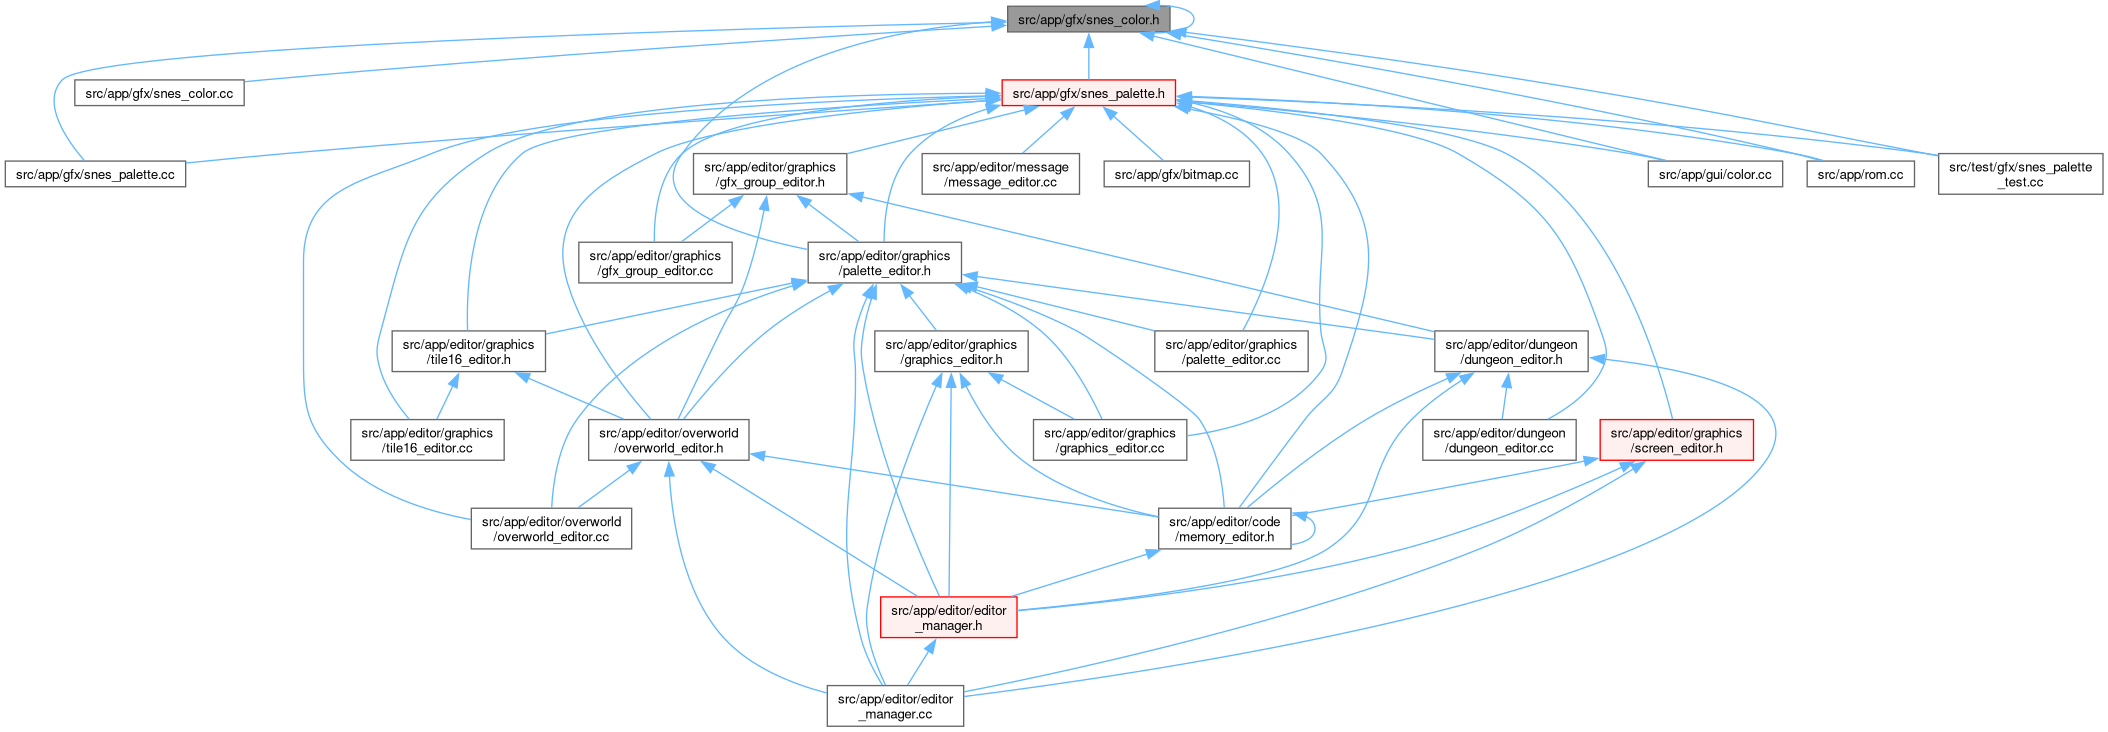 src/app/gfx/snes_color.h
src/app/gfx/snes_color.cc
src/app/gfx/snes_palette.h
src/app/gfx/snes_palette.cc
src/app/editor/graphics
/gfx_group_editor.h
src/app/editor/message
/message_editor.cc
src/app/gfx/bitmap.cc
src/app/gui/color.cc
src/app/rom.cc
src/test/gfx/snes_palette
_test.cc
src/app/editor/graphics
/gfx_group_editor.cc
src/app/editor/graphics
/palette_editor.h
src/app/editor/graphics
/tile16_editor.h
src/app/editor/graphics
/graphics_editor.h
src/app/editor/graphics
/palette_editor.cc
src/app/editor/dungeon
/dungeon_editor.h
src/app/editor/graphics
/tile16_editor.cc
src/app/editor/overworld
/overworld_editor.h
src/app/editor/graphics
/graphics_editor.cc
src/app/editor/dungeon
/dungeon_editor.cc
src/app/editor/graphics
/screen_editor.h
src/app/editor/overworld
/overworld_editor.cc
src/app/editor/code
/memory_editor.h
src/app/editor/editor
_manager.h
src/app/editor/editor
_manager.cc